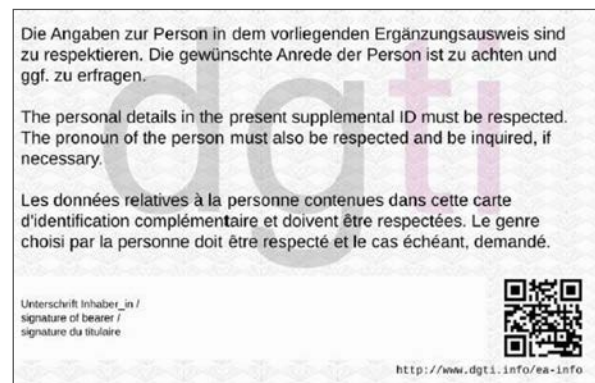 Die Angaben zur Person in dem vorliegenden Ergänzungsausweis sind
zu respektieren. Die gewünschte Anrede der Person ist zu achten und
ggf. zu erfragen.
The personal details in the present supplemental ID must be respected.
The pronoun of the person must also be respected and be inquired, if
necessary.
Les données relatives à la personne contenues dans cette carte
d'identification complémentaire et doivent être respectées. Le genre
choisi par la personne doit être respecté et le cas échéant, demandé.
dgti
Unterschrift Inhaber_in /
signature of bearer /
signature du titulaire
http://www.dgti.info/ea-info